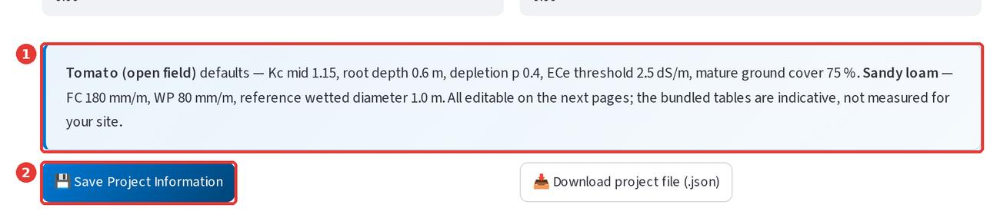 1
Tomato (open field) defaults — Kc mid 1.15, root depth 0.6 m, depletion p 0.4, ECe threshold 2.5 dS/m, mature ground cover 75 %. Sandy loam —
FC 180 mm/m, WP 80 mm/m, reference wetted diameter 1.0 m. All editable on the next pages; the bundled tables are indicative, not measured for
your site.
2
💾 Save Project Information
📥 Download project file (.json)